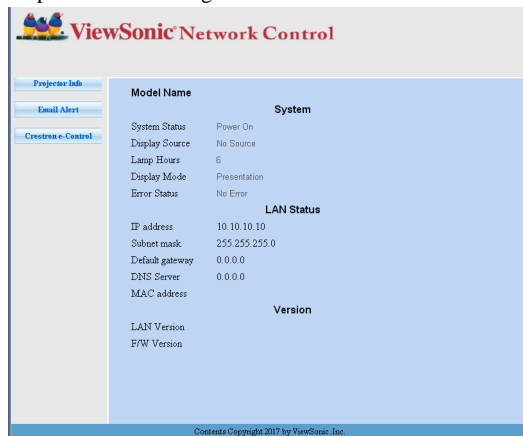 ViewSonic® Network Control
Projector Info
Email Alert
Crestron e-Control
Model Name
System
System Status Power On
Display Source No Source
Lamp Hours 6
Display Mode Presentation
Error Status No Error
LAN Status
IP address 10.10.10.10
Subnet mask 255.255.255.0
Default gateway 0.0.0.0
DNS Server 0.0.0.0
MAC address
Version
LAN Version
F/W Version
Contents Copyright 2017 by ViewSonic .Inc.